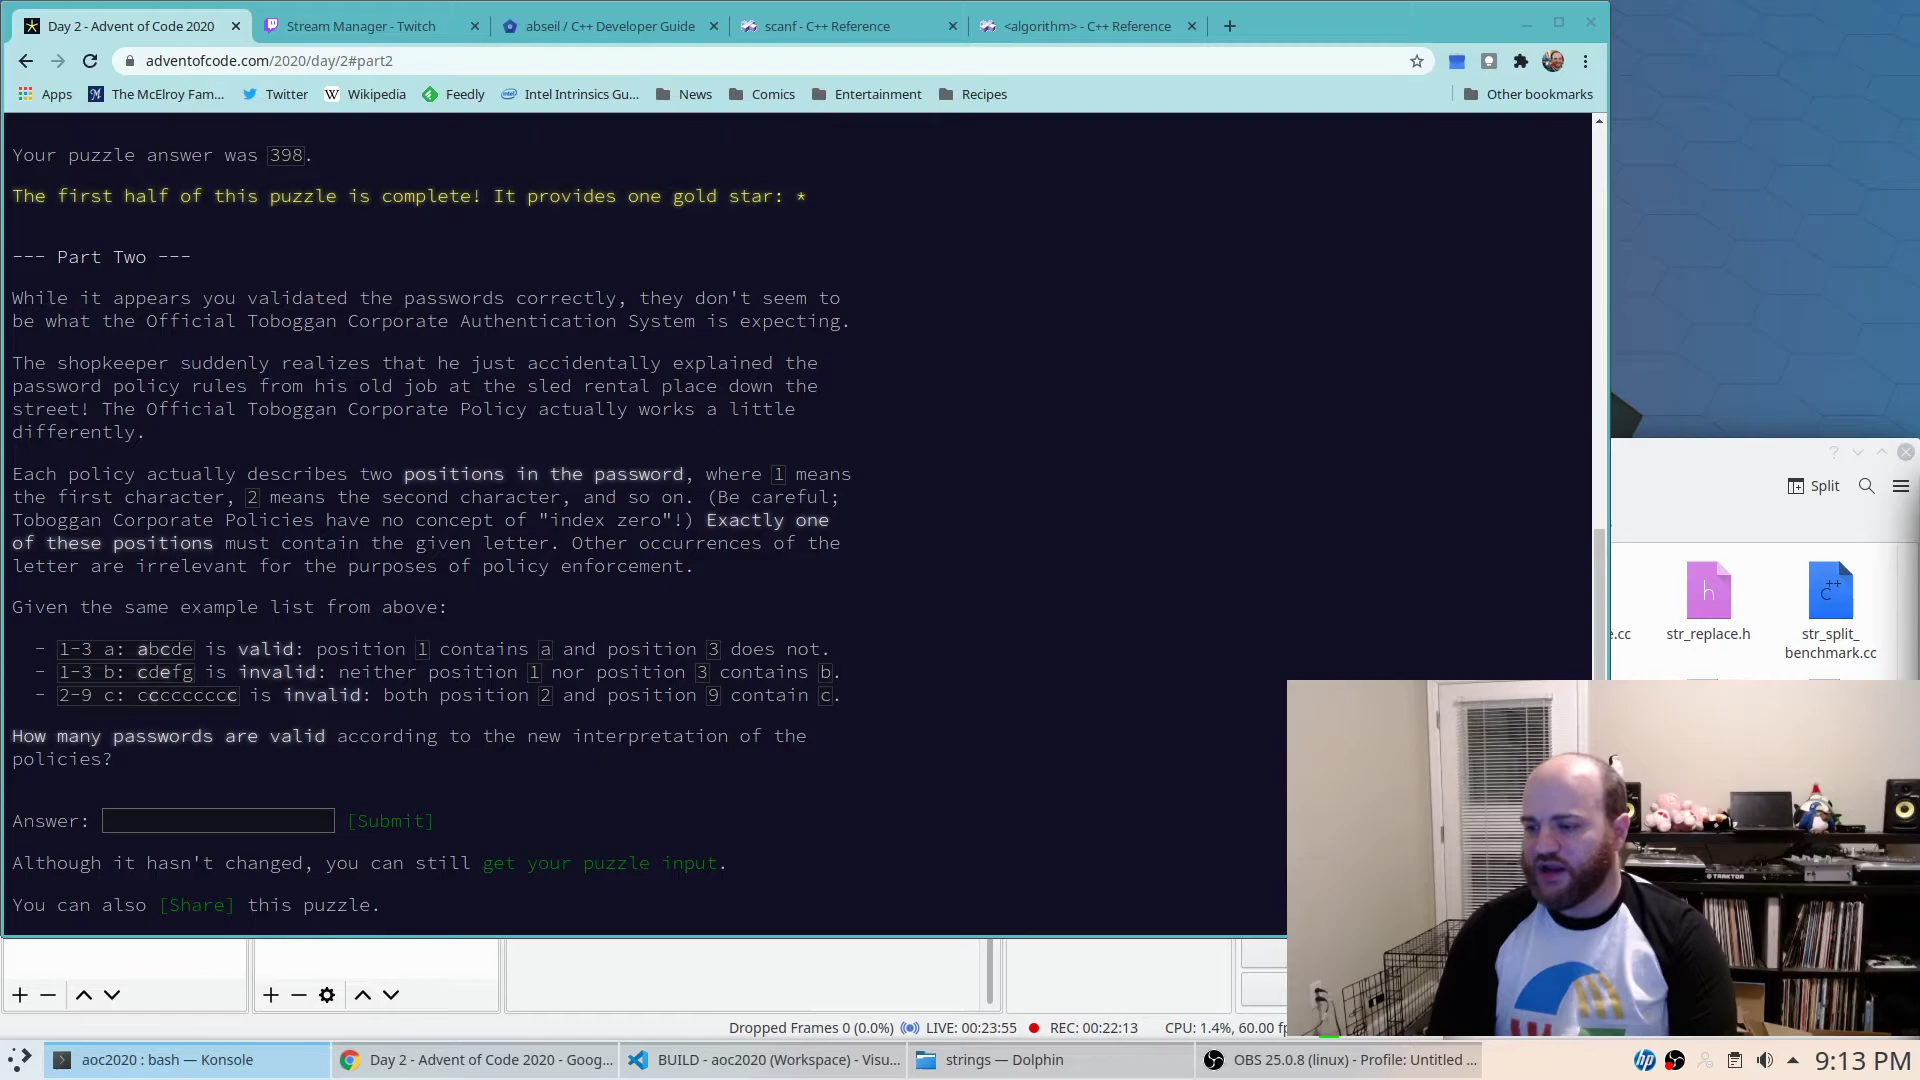 Day 2 - Advent of Code 2020
Stream Manager - Twitch
abseil / C++ Developer Guide
scanf - C++ Reference
<algorithm> - C++ Reference
adventofcode.com/2020/day/2#part2
Apps
The McElroy Fam...
Twitter
Wikipedia
Feedly
Intel Intrinsics Gu...
News
Comics
Entertainment
Recipes
Other bookmarks
Your puzzle answer was 398.
The first half of this puzzle is complete! It provides one gold star: *
--- Part Two ---
While it appears you validated the passwords correctly, they don't seem to
be what the Official Toboggan Corporate Authentication System is expecting.
The shopkeeper suddenly realizes that he just accidentally explained the
password policy rules from his old job at the sled rental place down the
street! The Official Toboggan Corporate Policy actually works a little
differently.
Each policy actually describes two positions in the password, where 1 means
the first character, 2 means the second character, and so on. (Be careful;
Toboggan Corporate Policies have no concept of "index zero"!) Exactly one
of these positions must contain the given letter. Other occurrences of the
letter are irrelevant for the purposes of policy enforcement.
Given the same example list from above:
- 1-3 a: abcde is valid: position 1 contains a and position 3 does not.
- 1-3 b: cdefg is invalid: neither position 1 nor position 3 contains b.
- 2-9 c: ccccccccc is invalid: both position 2 and position 9 contain c.
How many passwords are valid according to the new interpretation of the
policies?
Answer: [Submit]
Although it hasn't changed, you can still get your puzzle input.
You can also [Share] this puzzle.
Split
h
C++
e.cc
str_replace.h
str_split_
benchmark.cc
TRAKTOR
Dropped Frames 0 (0.0%)
LIVE: 00:23:55
REC: 00:22:13
CPU: 1.4%, 60.00 fp
aoc2020 : bash — Konsole
Day 2 - Advent of Code 2020 - Goog...
BUILD - aoc2020 (Workspace) - Visu...
strings — Dolphin
OBS 25.0.8 (linux) - Profile: Untitled ...
9:13 PM